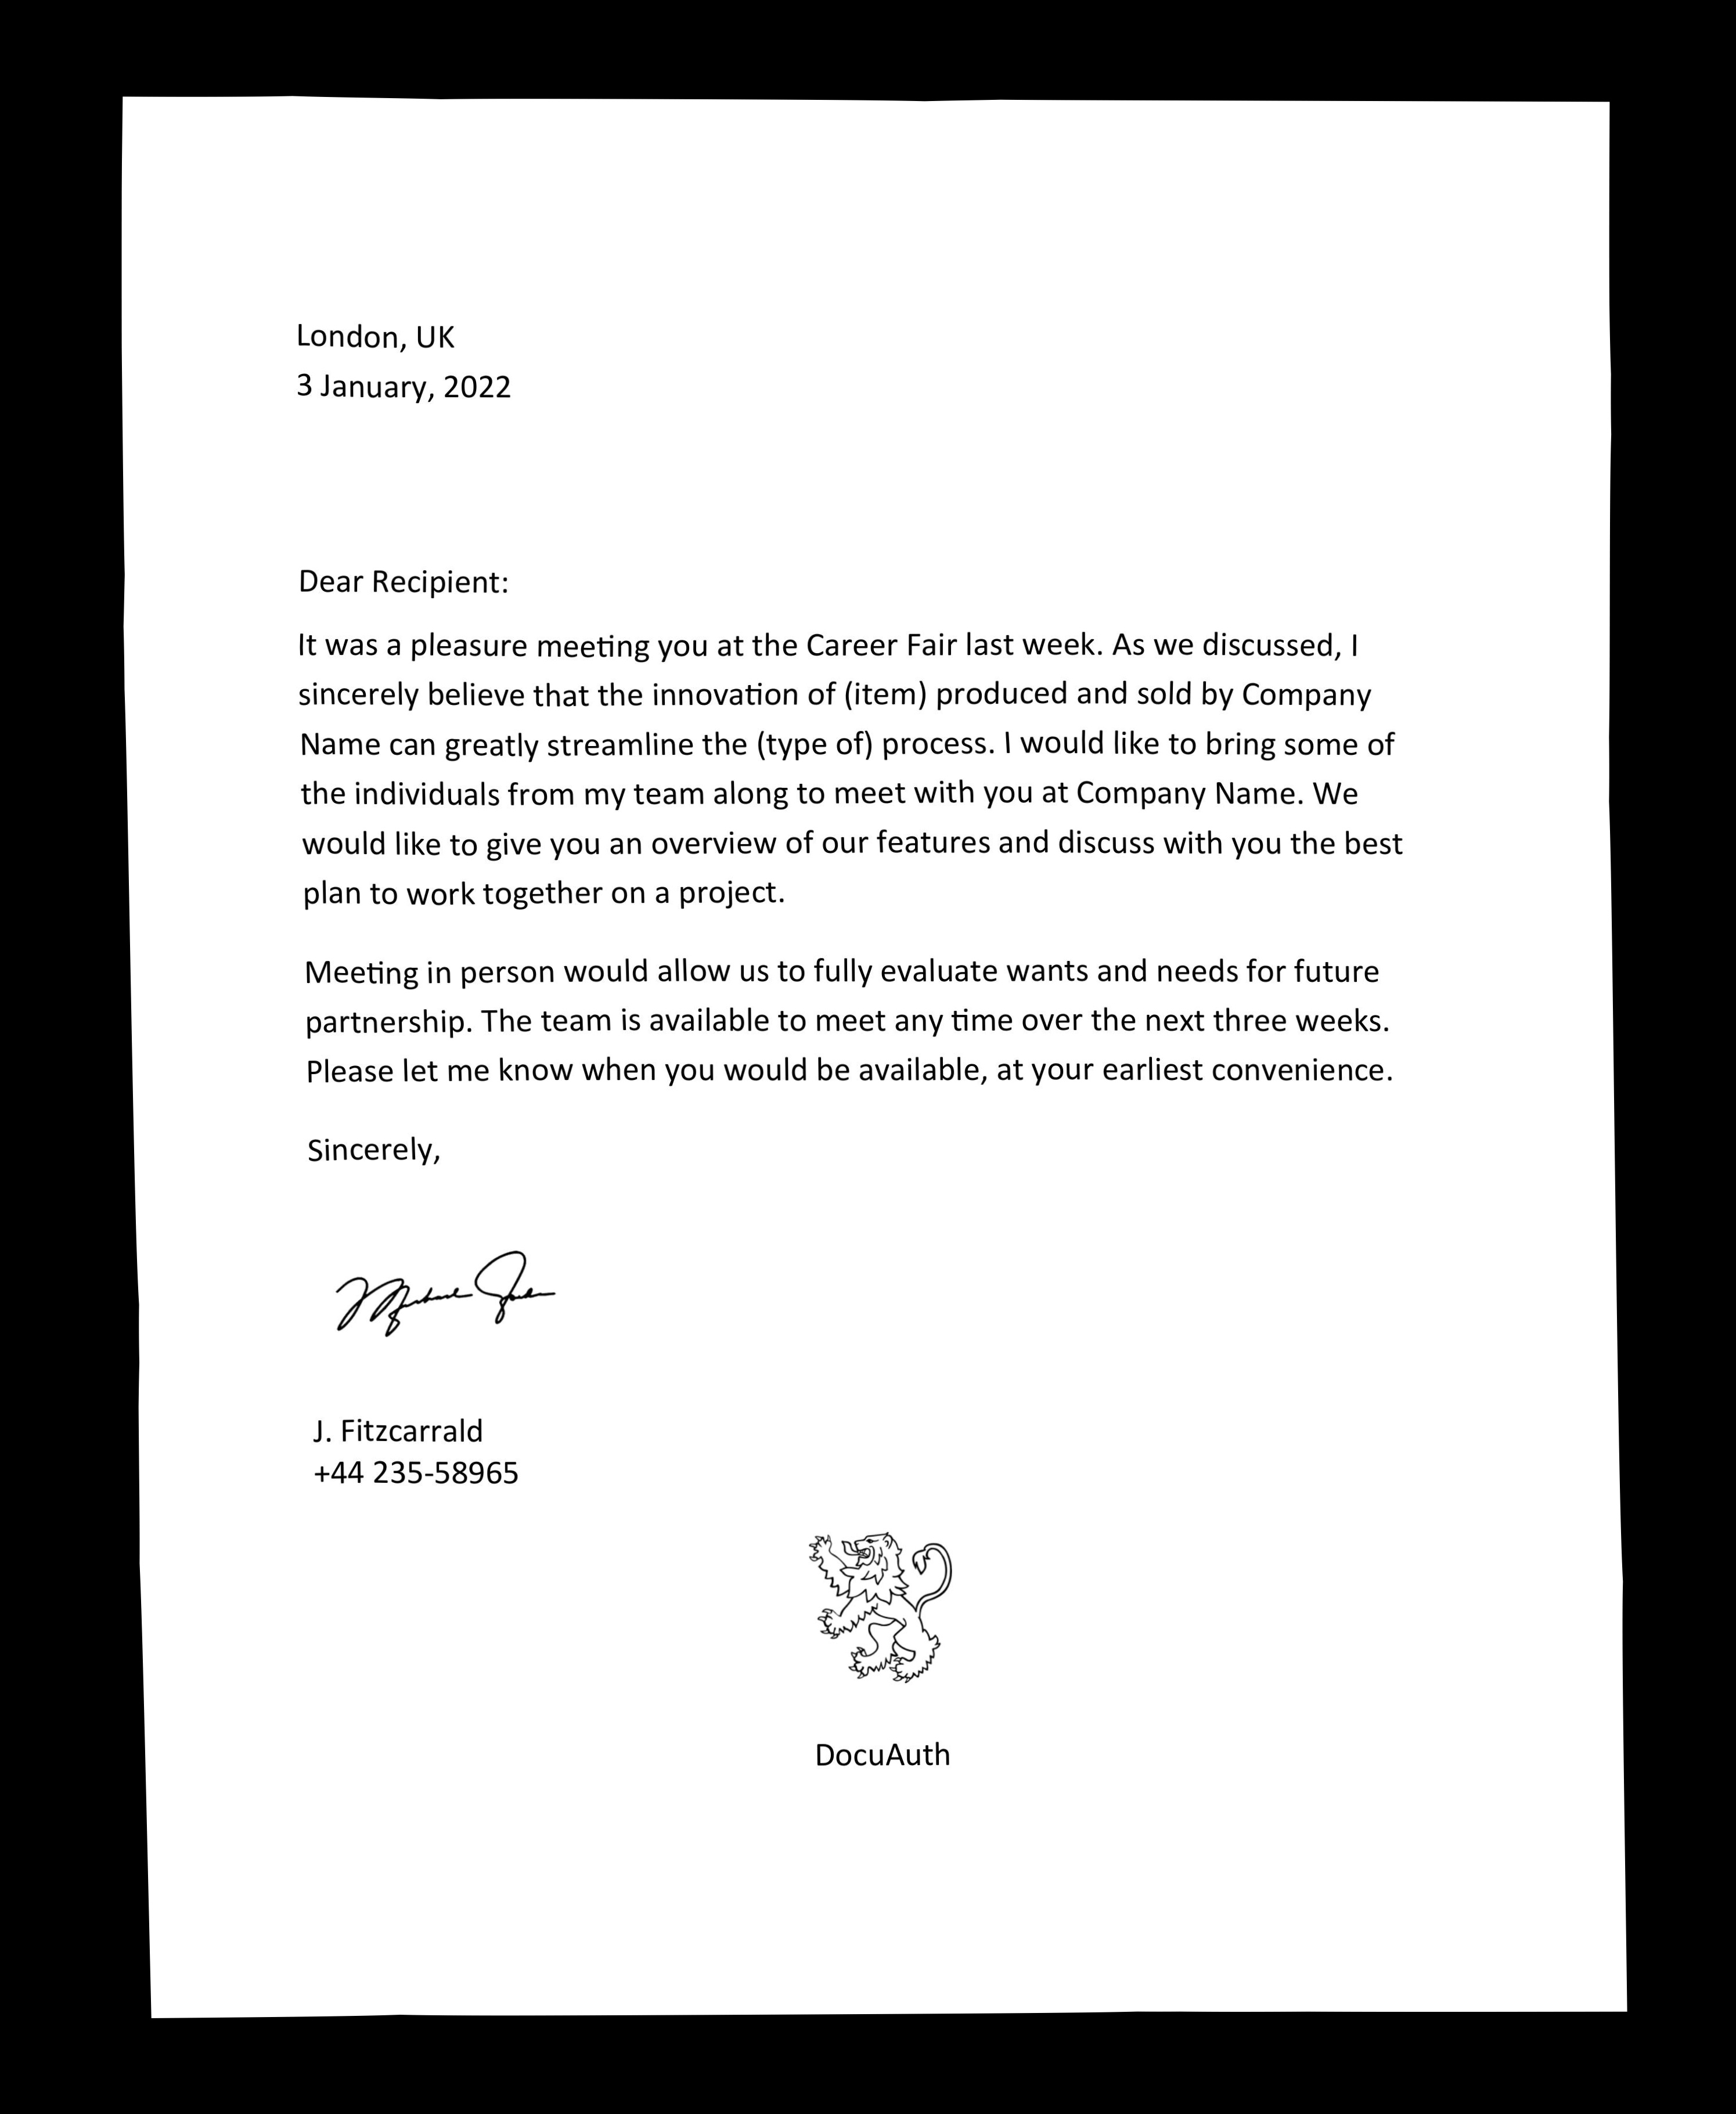 London, UK
3 January, 2022
Dear Recipient:
It was a pleasure meeting you at the Career Fair last week. As we discussed, I
sincerely believe that the innovation of (item) produced and sold by Company
Name can greatly streamline the (type of) process. I would like to bring some of
the individuals from my team along to meet with you at Company Name. We
would like to give you an overview of our features and discuss with you the best
plan to work together on a project.
Meeting in person would allow us to fully evaluate wants and needs for future
partnership. The team is available to meet any time over the next three weeks.
Please let me know when you would be available, at your earliest convenience.
Sincerely,
J. Fitzcarrald
+44 235-58965
DocuAuth